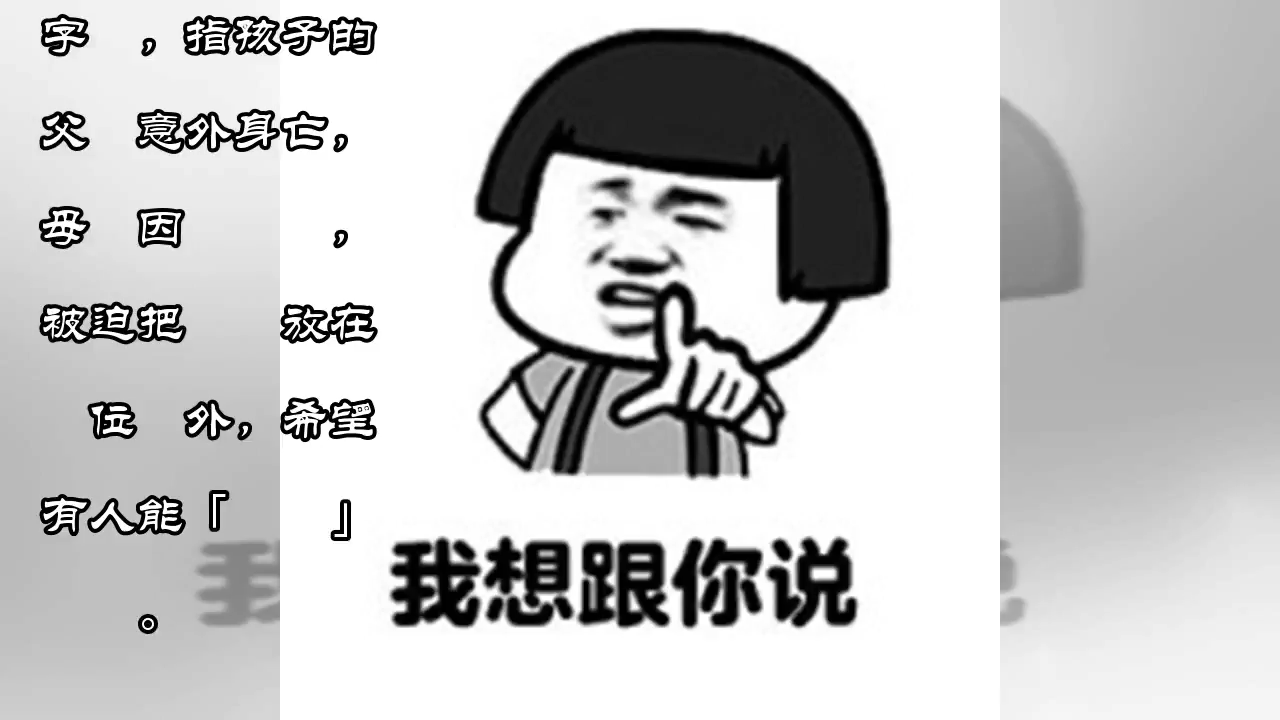 字 ，指孩子的
父 意外身亡，
母 因 ，
被迫把 放在
位 外，希望
有人能「 」
。
我想跟你说